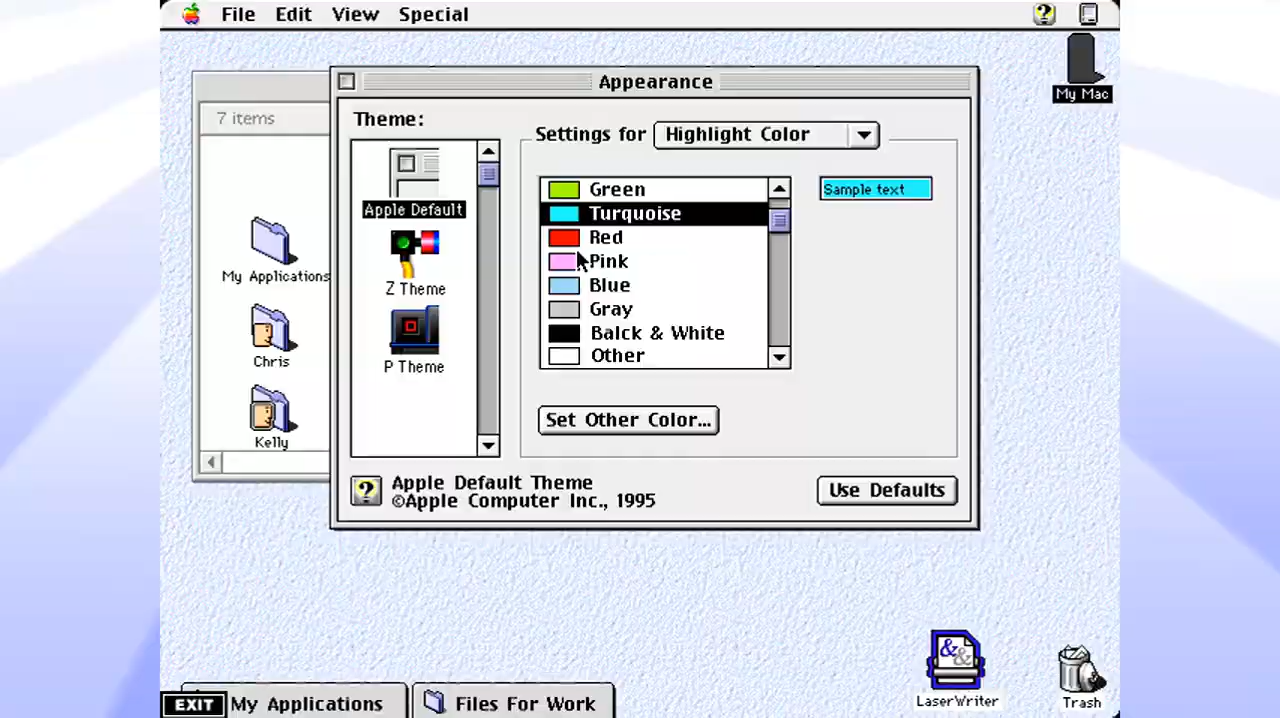 File Edit View Special
My Mac
Appearance
7 items
Theme:
Settings for Highlight Color
Green
Sample text
Turquoise
Apple Default
Red
Pink
Z Theme
Blue
My Applications
Gray
Balck & White
Other
P Theme
Chris
Set Other Color...
Kelly
Apple Default Theme
©Apple Computer Inc., 1995
Use Defaults
LaserWriter
Trash
EXIT
My Applications
Files For Work